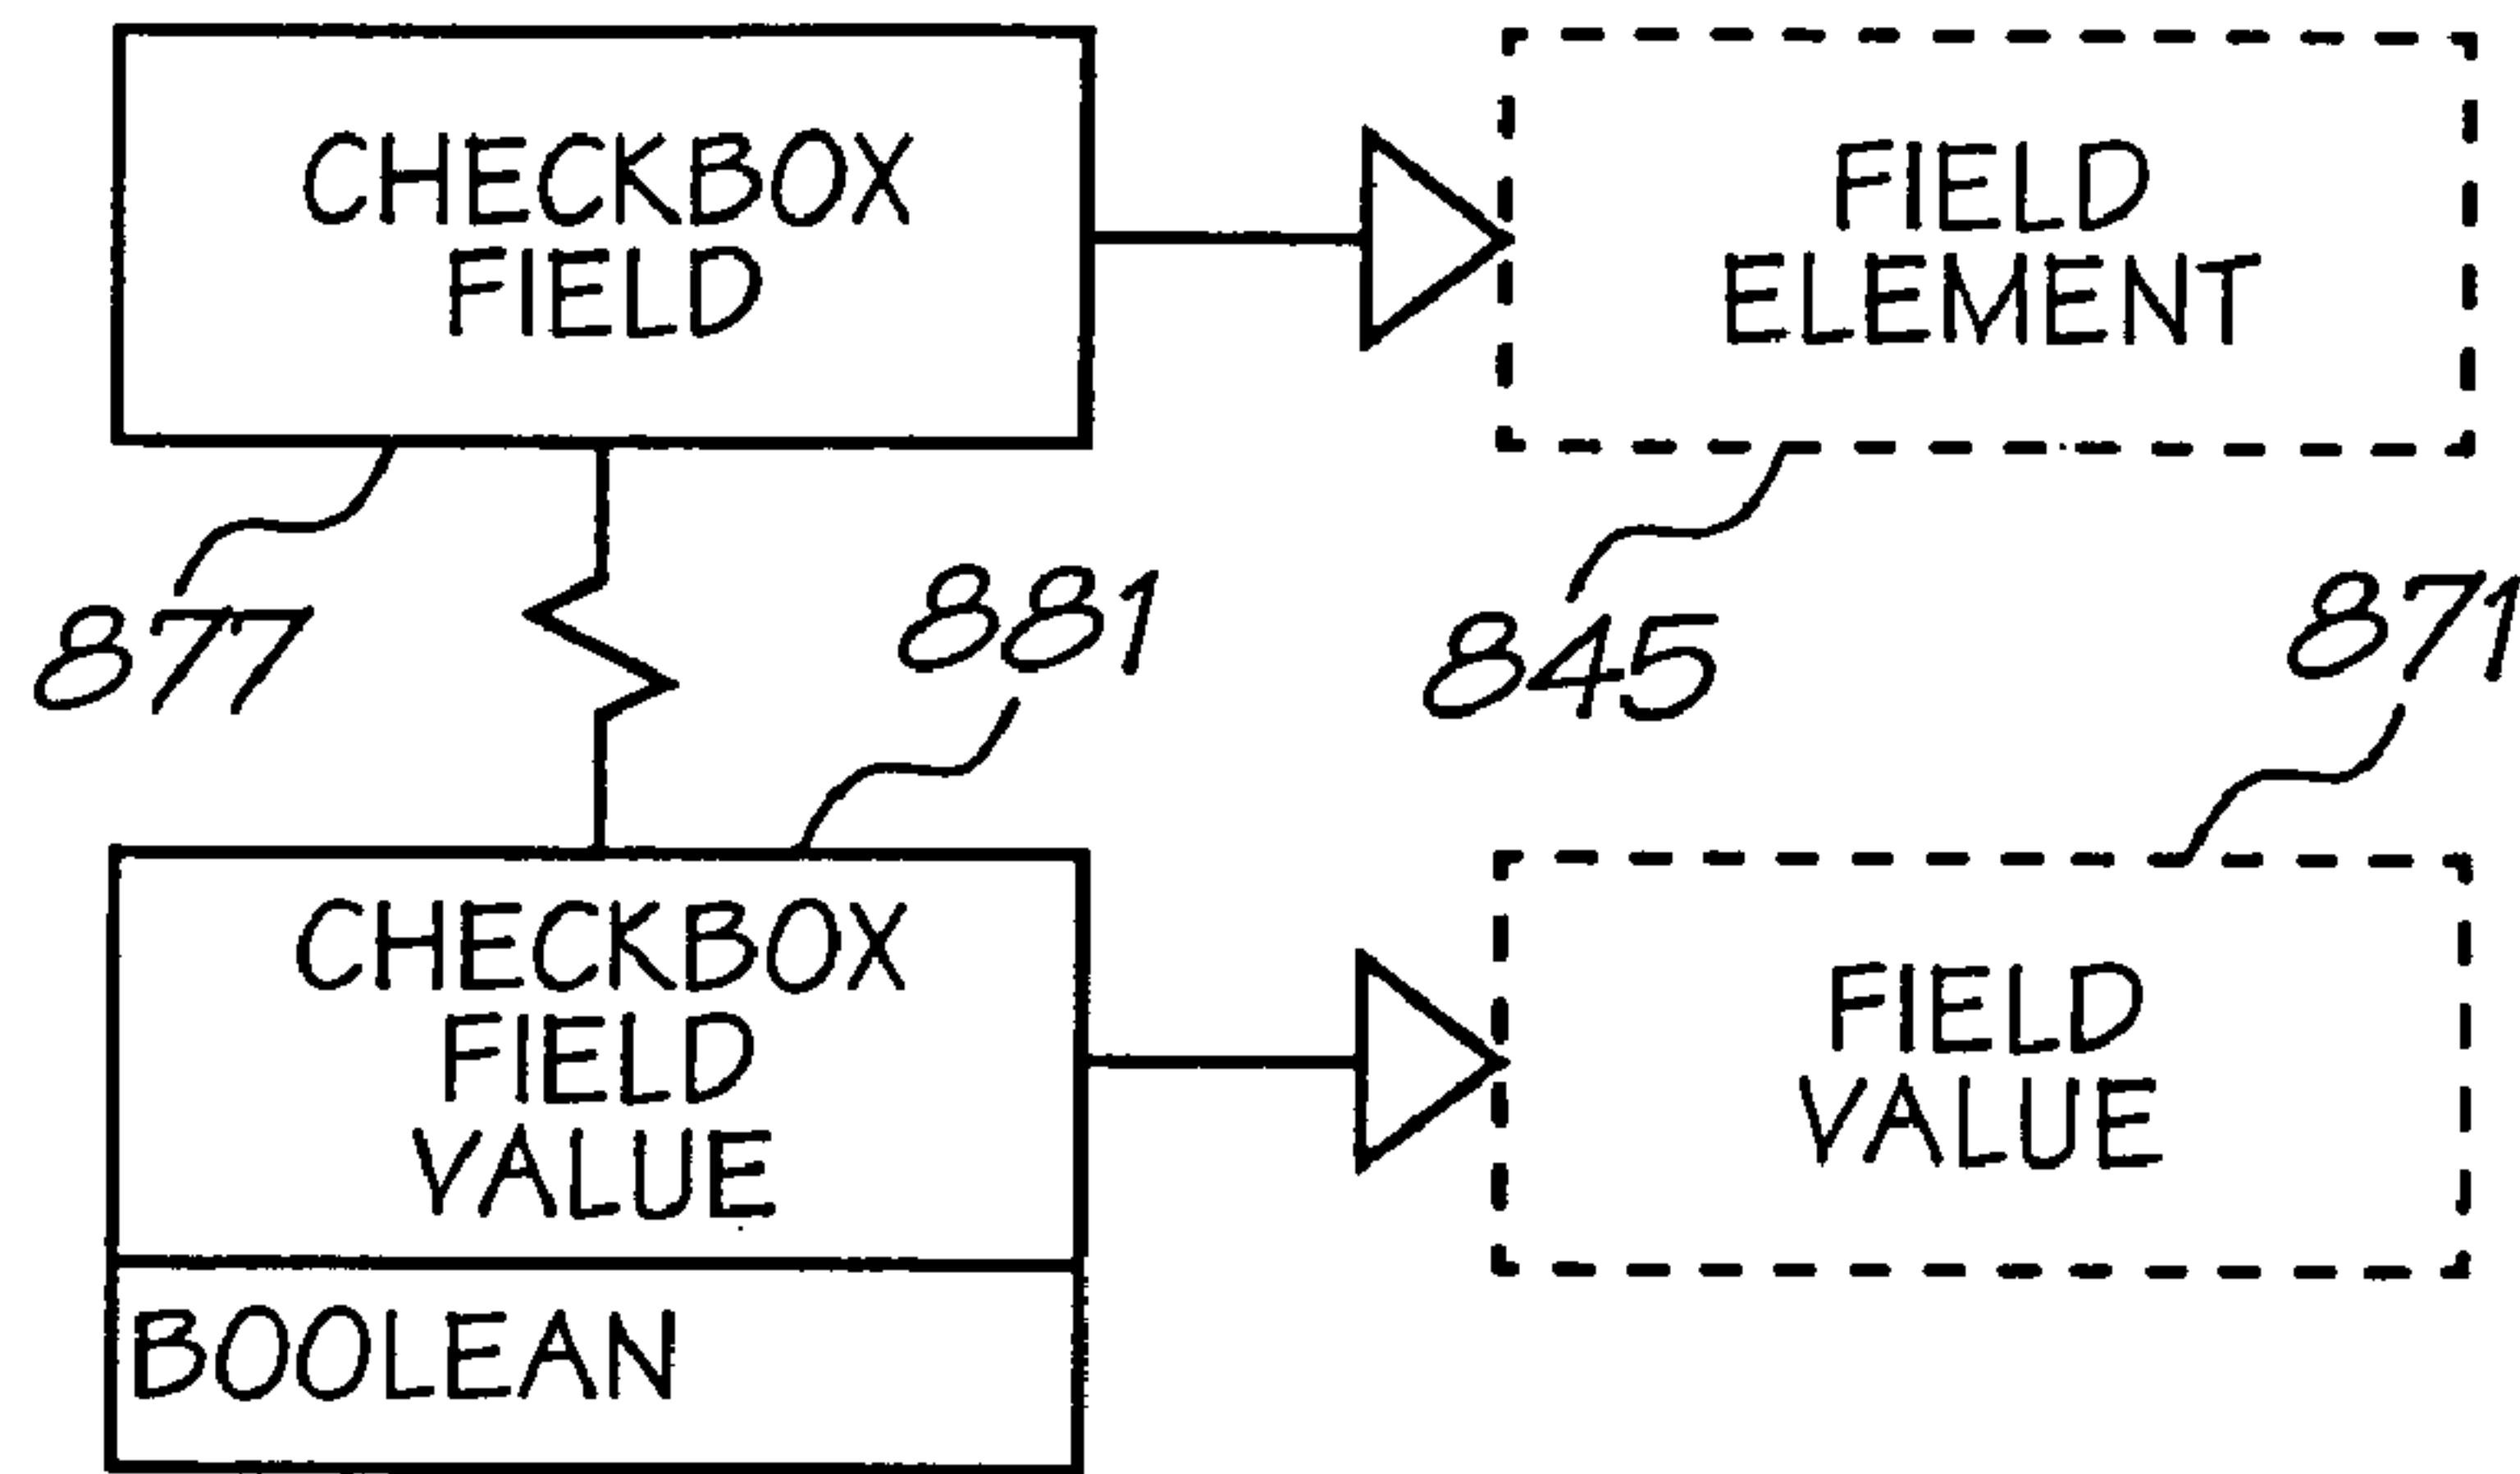 CHECKBOX
FIELD
FIELD
ELEMENT
877
881
845
871
CHECKBOX
FIELD
VALUE
FIELD
VALUE
BOOLEAN